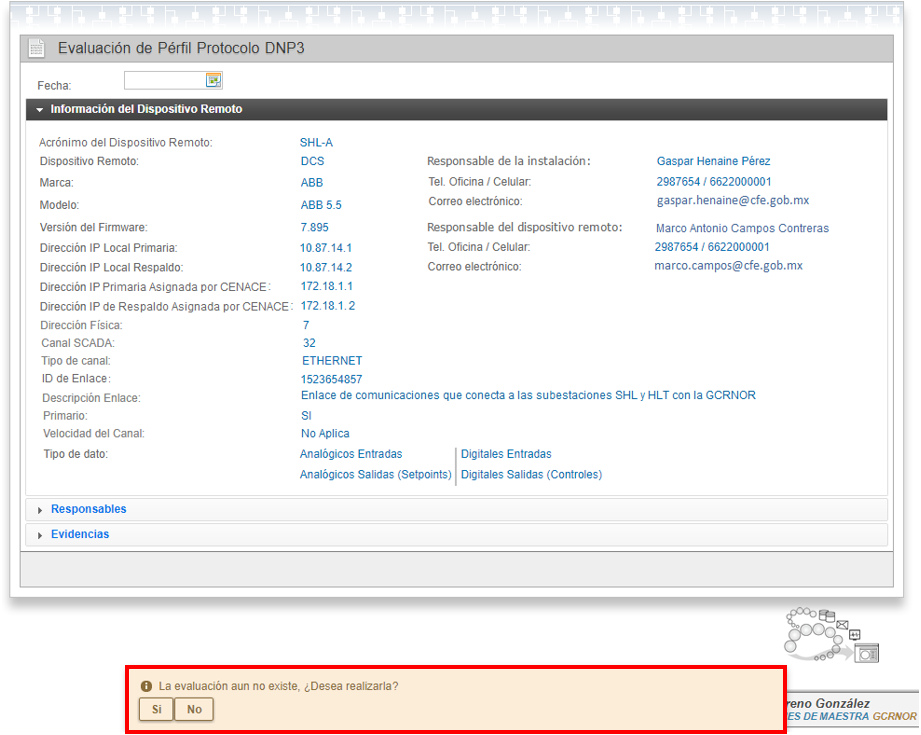 Evaluación de Pérfil Protocolo DNP3
Fecha:
Información del Dispositivo Remoto
Acrónimo del Dispositivo Remoto: SHL-A
Dispositivo Remoto: DCS Responsable de la instalación: Gaspar Henaine Pérez
Marca: ABB Tel. Oficina / Celular: 2987654 / 6622000001
Modelo: ABB 5.5 Correo electrónico: gaspar.henaine@cfe.gob.mx
Versión del Firmware: 7.895 Responsable del dispositivo remoto: Marco Antonio Campos Contreras
Dirección IP Local Primaria: 10.87.14.1 Tel. Oficina / Celular: 2987654 / 6622000001
Dirección IP Local Respaldo: 10.87.14.2 Correo electrónico: marco.campos@cfe.gob.mx
Dirección IP Primaria Asignada por CENACE: 172.18.1.1
Dirección IP de Respaldo Asignada por CENACE: 172.18.1.2
Dirección Física: 7
Canal SCADA: 32
Tipo de canal: ETHERNET
ID de Enlace: 1523654857
Descripción Enlace: Enlace de comunicaciones que conecta a las subestaciones SHL y HLT con la GCRNOR
Primario: SI
Velocidad del Canal: No Aplica
Tipo de dato: Analógicos Entradas Digitales Entradas
Analógicos Salidas (Setpoints) Digitales Salidas (Controles)
Responsables
Evidencias
La evaluación aun no existe, ¿Desea realizarla?
Si No
reno González
ES DE MAESTRA GCRNOR